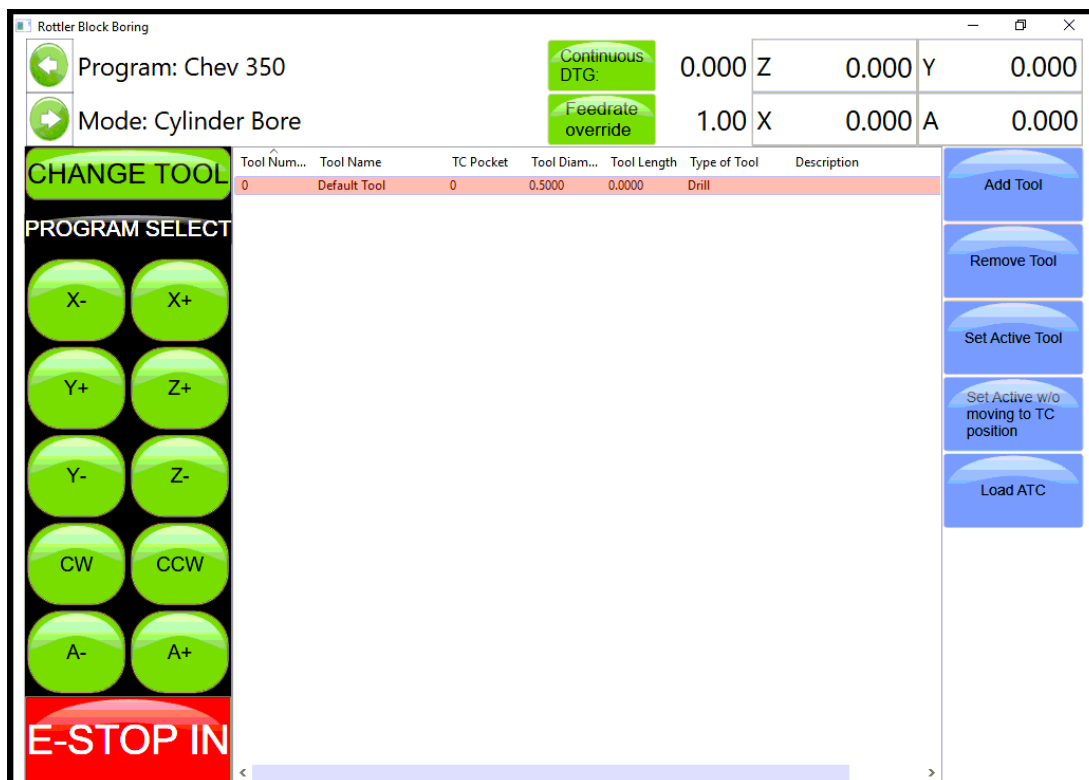 Rottler Block Boring
Program: Chev 350
Continuous DTG: 0.000 Z 0.000 Y 0.000
Mode: Cylinder Bore
Feedrate override 1.00 X 0.000 A 0.000
CHANGE TOOL
PROGRAM SELECT
X- X+
Y+ Z+
Y- Z-
CW CCW
A- A+
E-STOP IN
Tool Num... Tool Name TC Pocket Tool Diam... Tool Length Type of Tool Description
0 Default Tool 0 0.5000 0.0000 Drill
Add Tool
Remove Tool
Set Active Tool
Set Active w/o
moving to TC
position
Load ATC